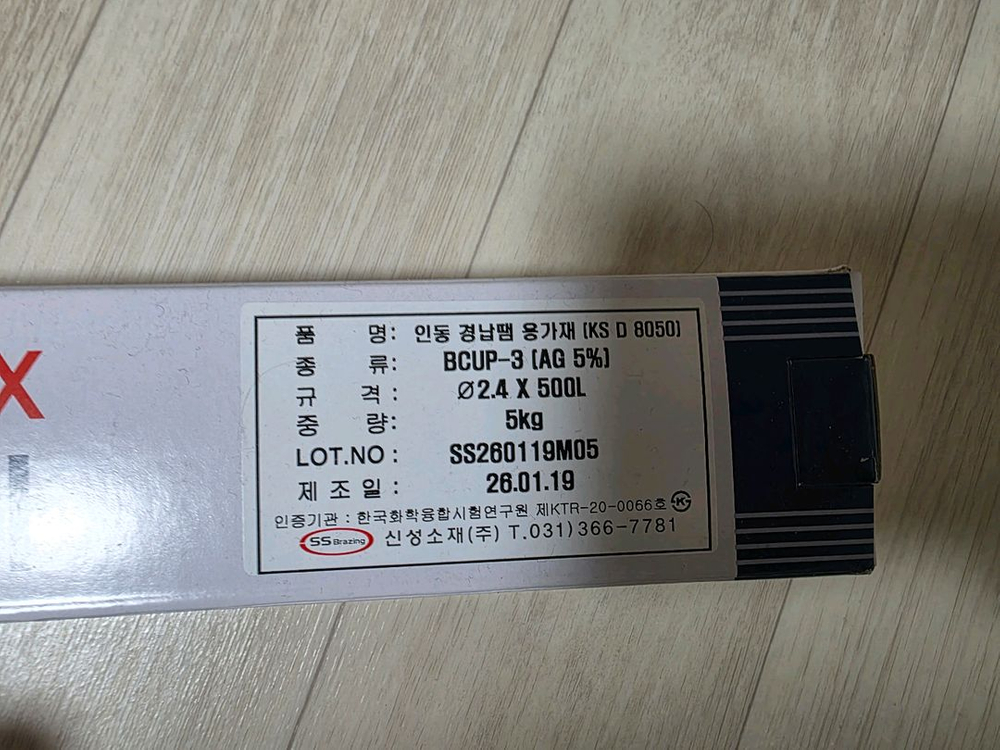 X
품 명: 인동 경납땜 용가재 (KS D 8050)
종 류: BCUP-3 (AG 5%)
규 격: Ø2.4 X 500L
중 량: 5kg
LOT.NO: SS260119M05
제 조 일: 26.01.19
인증기관 : 한국화학융합시험연구원 제KTR-20-0066호
SS Brazing 신성소재(주) T.031)366-7781